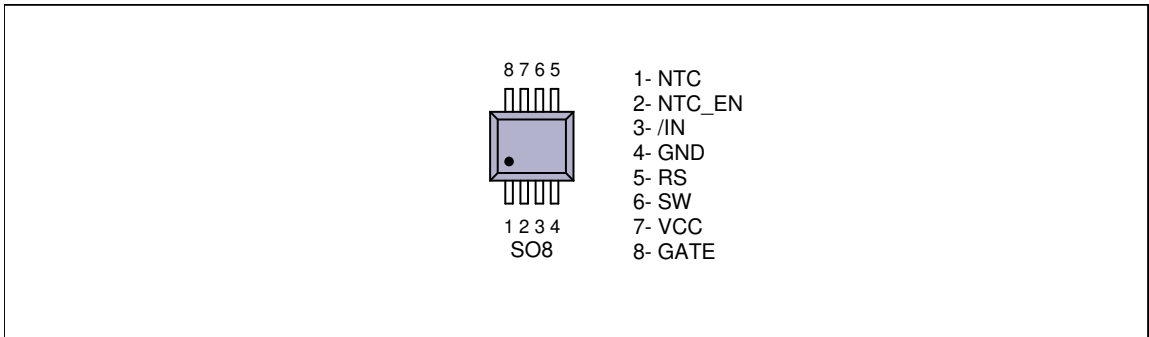 8 7 6 5
1 2 3 4
SO8
1- NTC
2- NTC_EN
3- /IN
4- GND
5- RS
6- SW
7- VCC
8- GATE